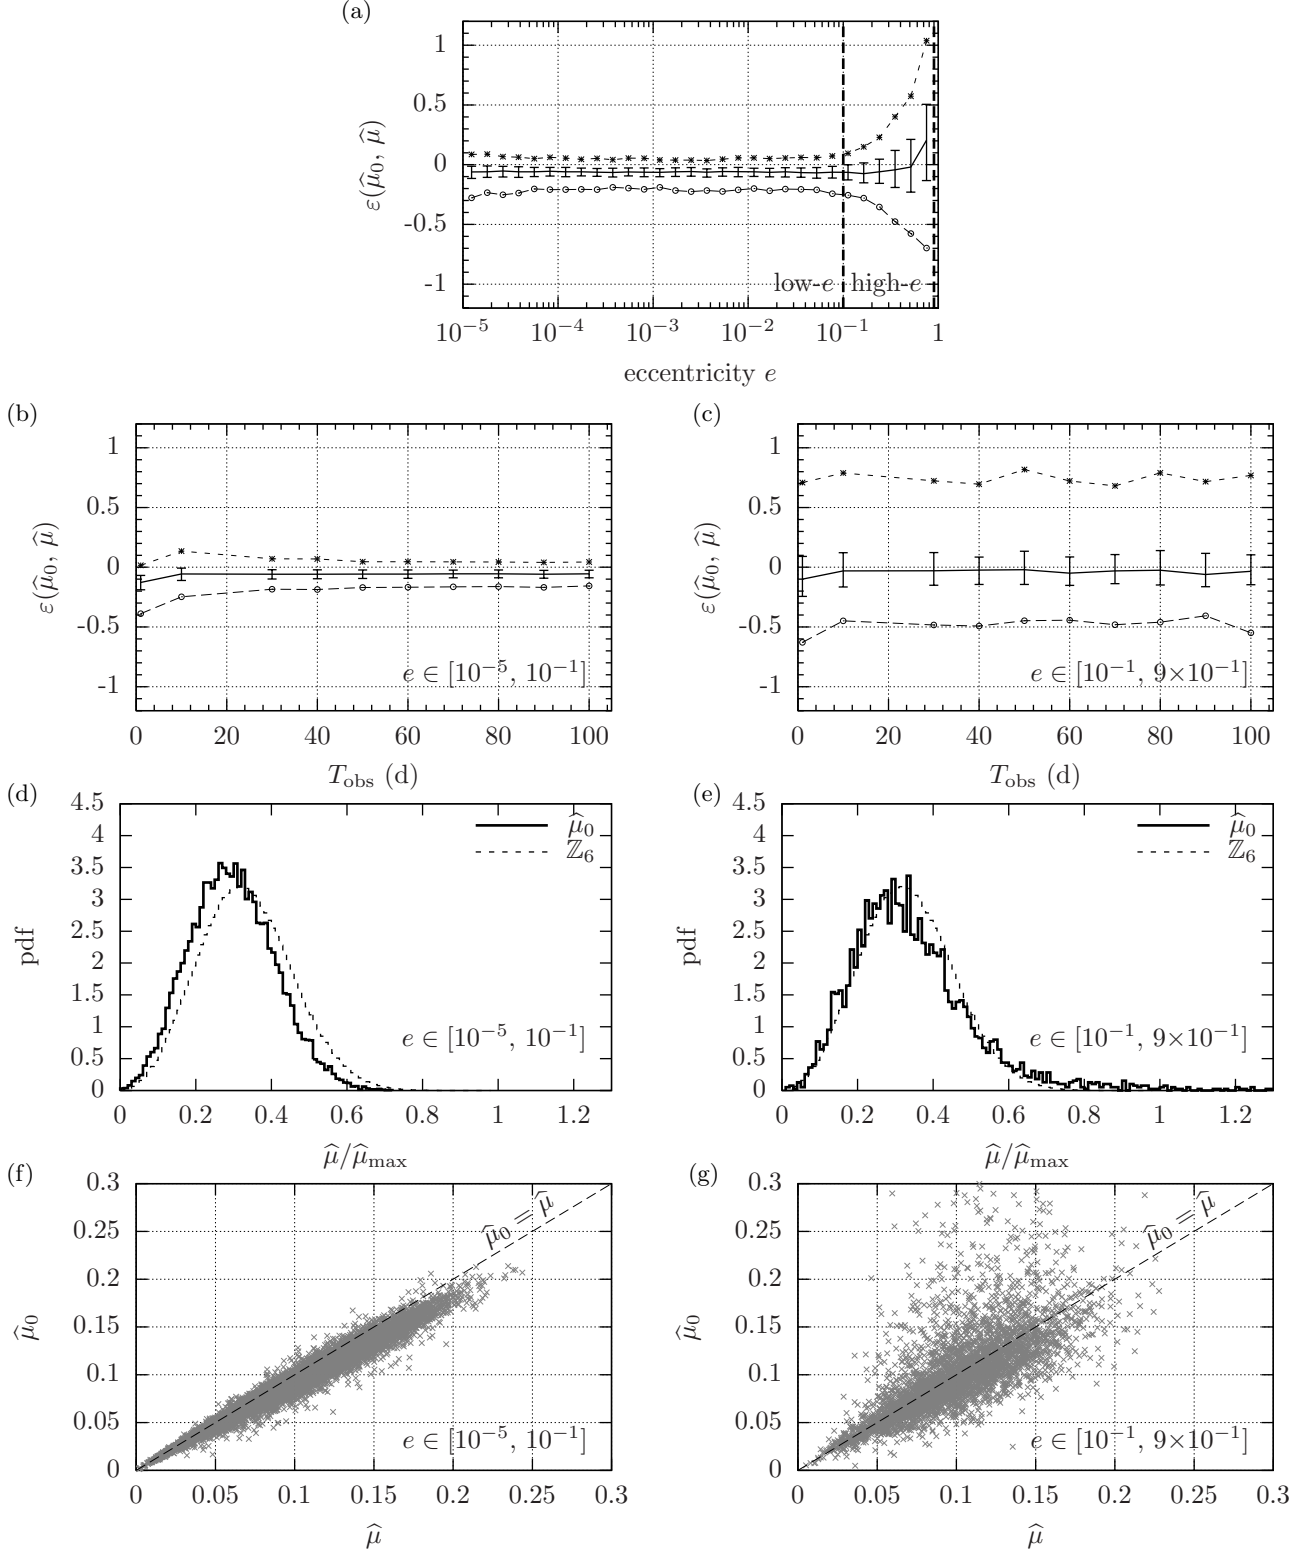 (a)
ε(μ̂₀, μ̂)
1
0.5
0
-0.5
-1
low-e high-e
10⁻⁵ 10⁻⁴ 10⁻³ 10⁻² 10⁻¹ 1
eccentricity e
(b)
ε(μ̂₀, μ̂)
1
0.5
0
-0.5
-1
e ∈ [10⁻⁵, 10⁻¹]
0 20 40 60 80 100
T_obs (d)
(c)
ε(μ̂₀, μ̂)
1
0.5
0
-0.5
-1
e ∈ [10⁻¹, 9×10⁻¹]
0 20 40 60 80 100
T_obs (d)
(d)
pdf
4.5
4
3.5
3
2.5
2
1.5
1
0.5
0
μ̂₀
ℤ₆
e ∈ [10⁻⁵, 10⁻¹]
0 0.2 0.4 0.6 0.8 1 1.2
μ̂/μ̂_max
(e)
pdf
4.5
4
3.5
3
2.5
2
1.5
1
0.5
0
μ̂₀
ℤ₆
e ∈ [10⁻¹, 9×10⁻¹]
0 0.2 0.4 0.6 0.8 1 1.2
μ̂/μ̂_max
(f)
μ̂₀
0.3
0.25
0.2
0.15
0.1
0.05
0
μ̂₀ = μ̂
e ∈ [10⁻⁵, 10⁻¹]
0 0.05 0.1 0.15 0.2 0.25 0.3
μ̂
(g)
μ̂₀
0.3
0.25
0.2
0.15
0.1
0.05
0
μ̂₀ = μ̂
e ∈ [10⁻¹, 9×10⁻¹]
0 0.05 0.1 0.15 0.2 0.25 0.3
μ̂